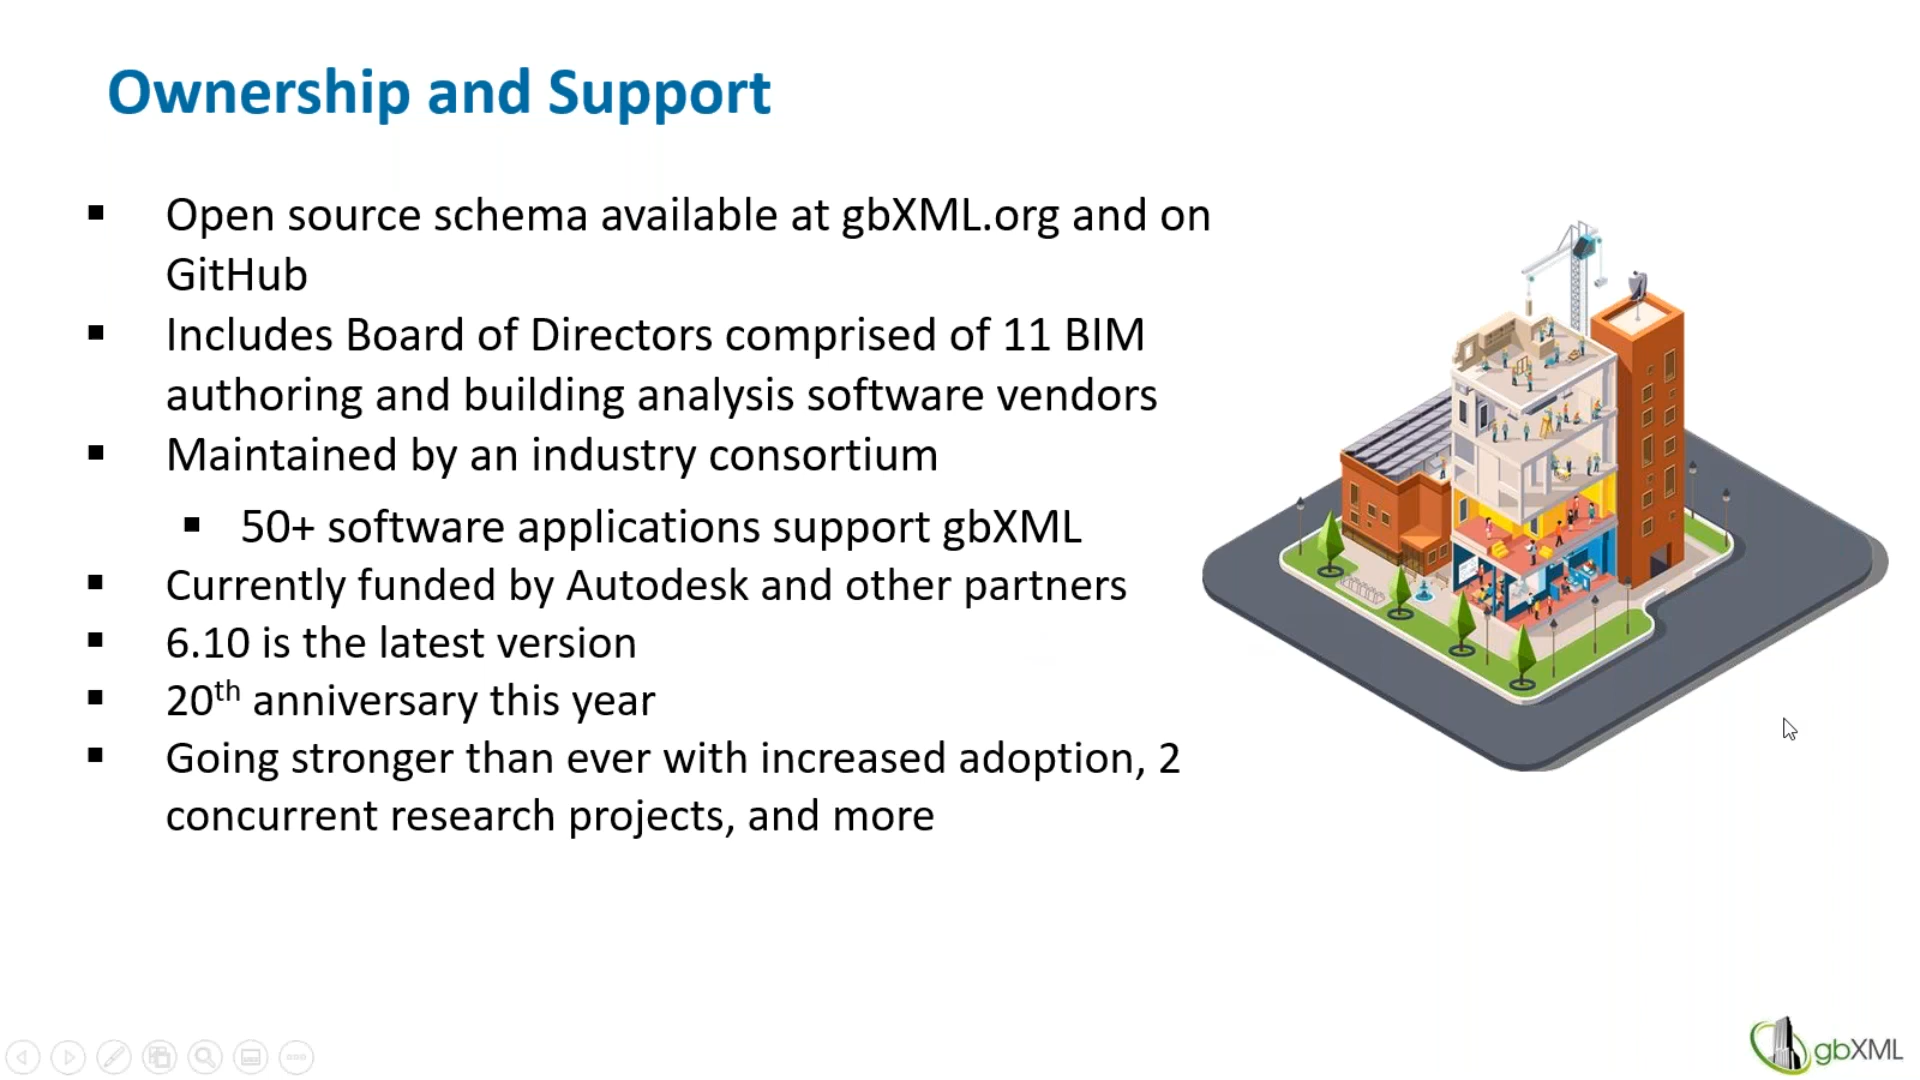 Ownership and Support
▪ Open source schema available at gbXML.org and on
GitHub
▪ Includes Board of Directors comprised of 11 BIM
authoring and building analysis software vendors
▪ Maintained by an industry consortium
▪ 50+ software applications support gbXML
▪ Currently funded by Autodesk and other partners
▪ 6.10 is the latest version
▪ 20th anniversary this year
▪ Going stronger than ever with increased adoption, 2
concurrent research projects, and more
gbXML